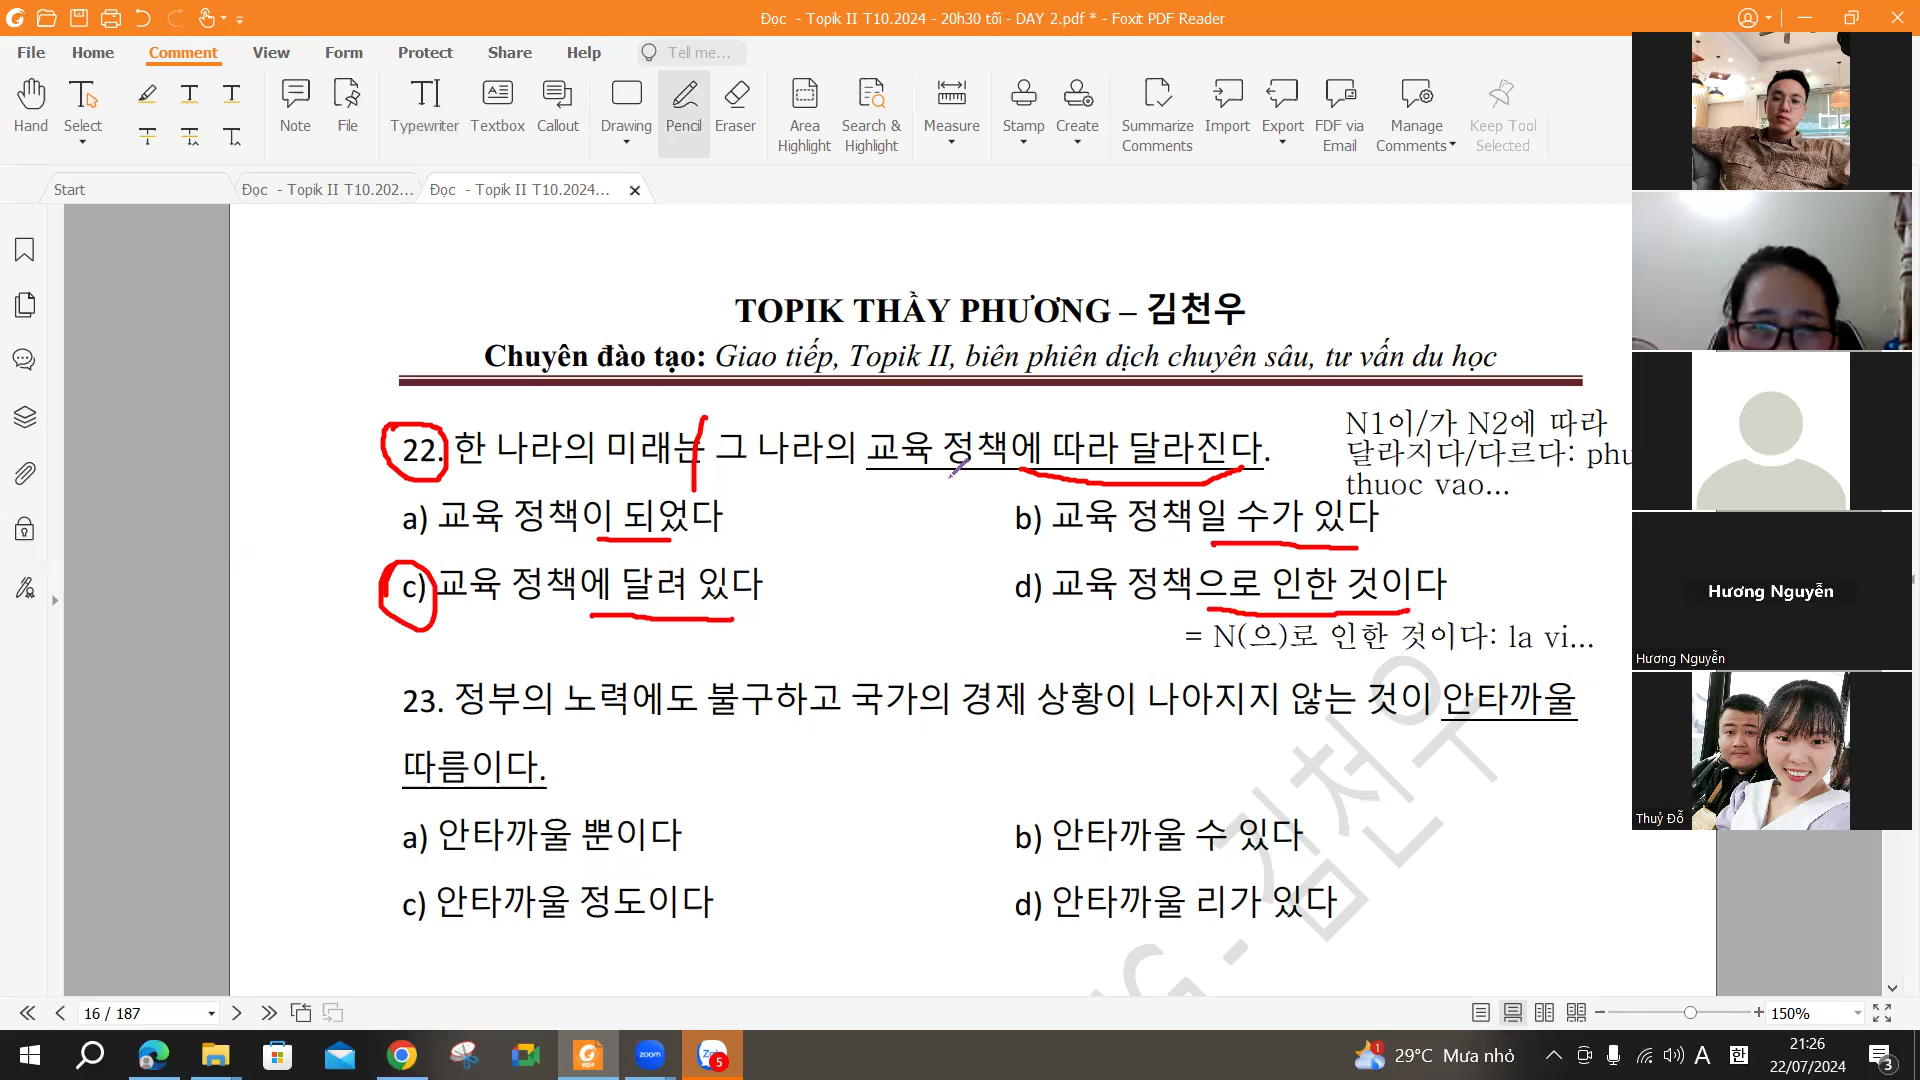 Đọc - Topik II T10.2024 - 20h30 tối - DAY 2.pdf * - Foxit PDF Reader
File Home Comment View Form Protect Share Help Tell me...
Hand Select Note File Typewriter Textbox Callout Drawing Pencil Eraser Area Highlight Search & Highlight Measure Stamp Create Summarize Comments Import Export FDF via Email Manage Comments Keep Tool Selected
Start Đọc - Topik II T10.202... Đọc - Topik II T10.2024...
TOPIK THẦY PHƯƠNG – 김천우
Chuyên đào tạo: Giao tiếp, Topik II, biên phiên dịch chuyên sâu, tư vấn du học
22. 한 나라의 미래는 그 나라의 교육 정책에 따라 달라진다.
N1이/가 N2에 따라
달라지다/다르다: phu
thuoc vao...
a) 교육 정책이 되었다 b) 교육 정책일 수가 있다
c) 교육 정책에 달려 있다 d) 교육 정책으로 인한 것이다
= N(으)로 인한 것이다: la vi...
23. 정부의 노력에도 불구하고 국가의 경제 상황이 나아지지 않는 것이 안타까울
따름이다.
a) 안타까울 뿐이다 b) 안타까울 수 있다
c) 안타까울 정도이다 d) 안타까울 리가 있다
G - 김천우
Hương Nguyễn
Hương Nguyễn
Thuỷ Đỗ
16 / 187 150%
zoom Zalo 5 1 29°C Mưa nhỏ A 한 21:26
22/07/2024 3